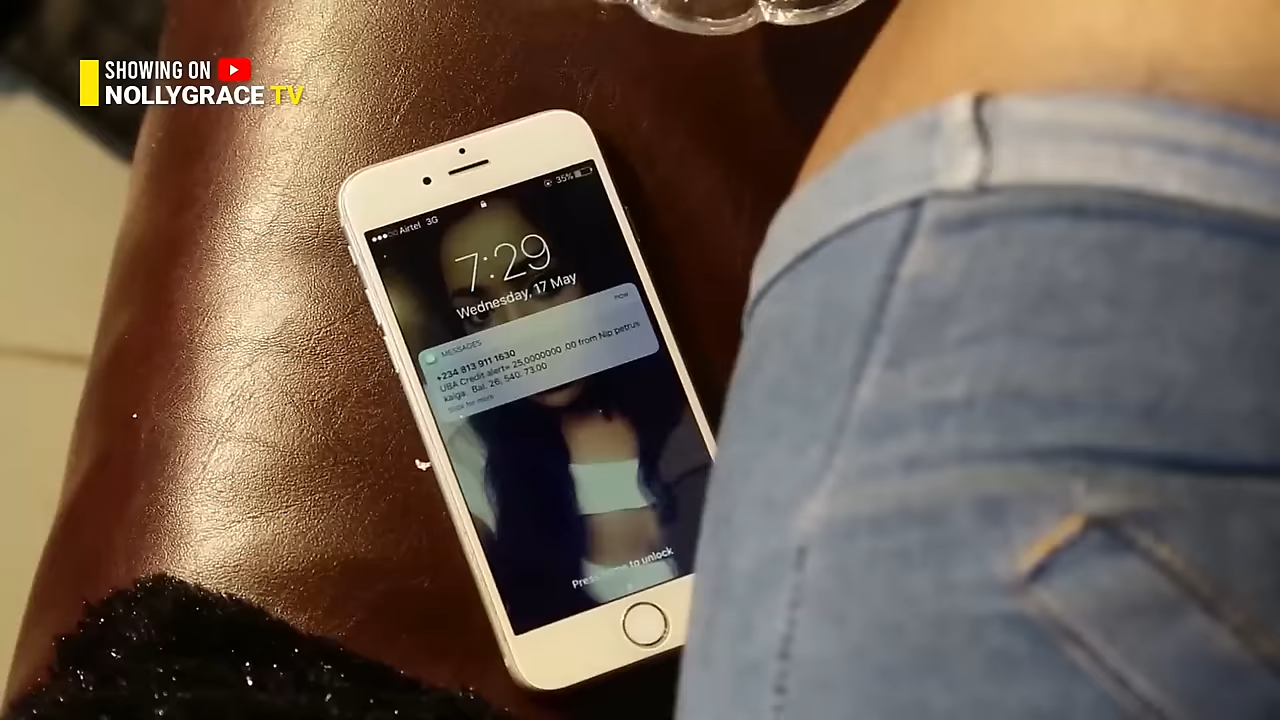 SHOWING ON
NOLLYGRACE TV
Airtel 3G
35%
7:29
Wednesday, 17 May
MESSAGES
now
+234 813 911 1630
UBA Credit alert= 25.0000000 .00 from Nip petrus
kaiga. Bal. 26; 540; 73.00
Press home to unlock